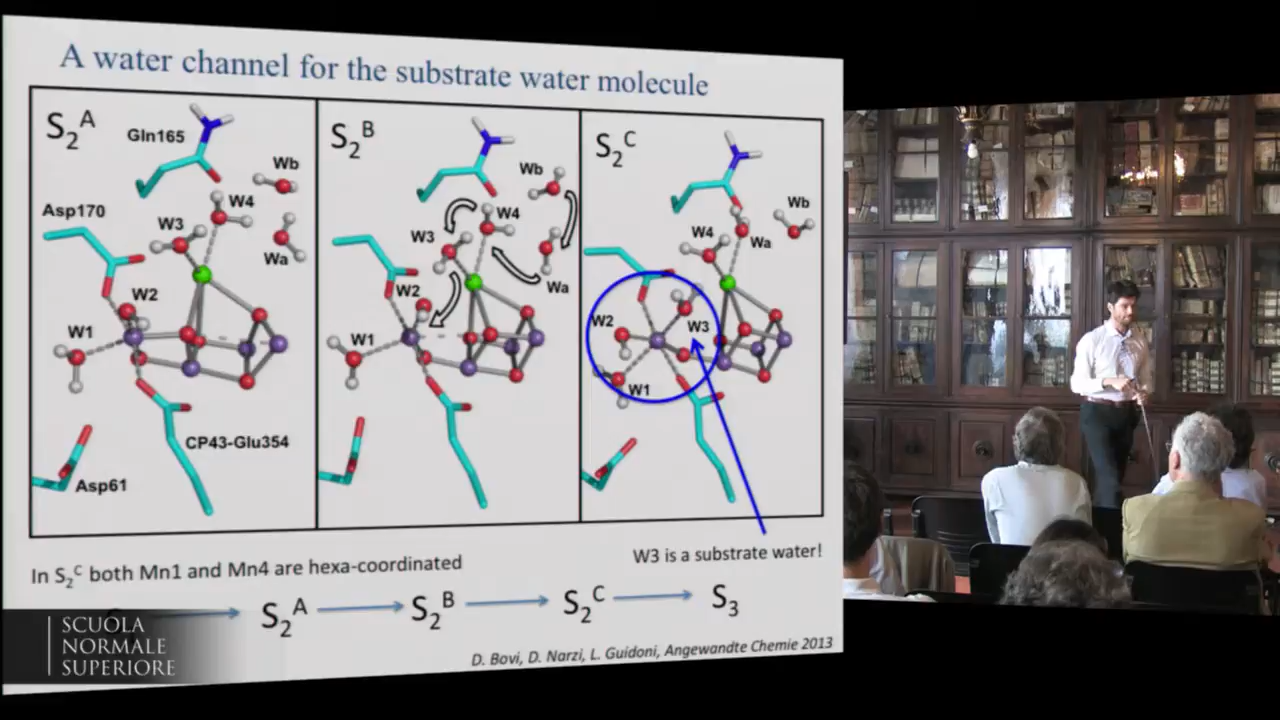 A water channel for the substrate water molecule
S2A
Gln165
Wb
Asp170
W4
W3
Wa
W2
W1
CP43-Glu354
Asp61
S2B
Wb
W4
W3
W2
Wa
W1
S2C
Wb
W4
Wa
W2
W3
W1
In S2C both Mn1 and Mn4 are hexa-coordinated
W3 is a substrate water!
S2A S2B S2C S3
D. Bovi, D. Narzi, L. Guidoni, Angewandte Chemie 2013
SCUOLA
NORMALE
SUPERIORE